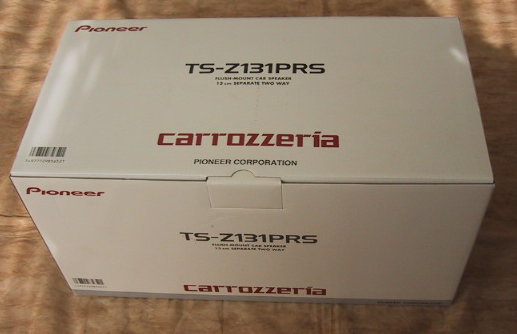 Pioneer
TS-Z131PRS
FLUSH-MOUNT CAR SPEAKER
13 cm SEPARATE TWO WAY
carrozzeria
PIONEER CORPORATION
Pioneer
TS-Z131PRS
FLUSH-MOUNT CAR SPEAKER
13 cm SEPARATE TWO WAY
carrozzeria